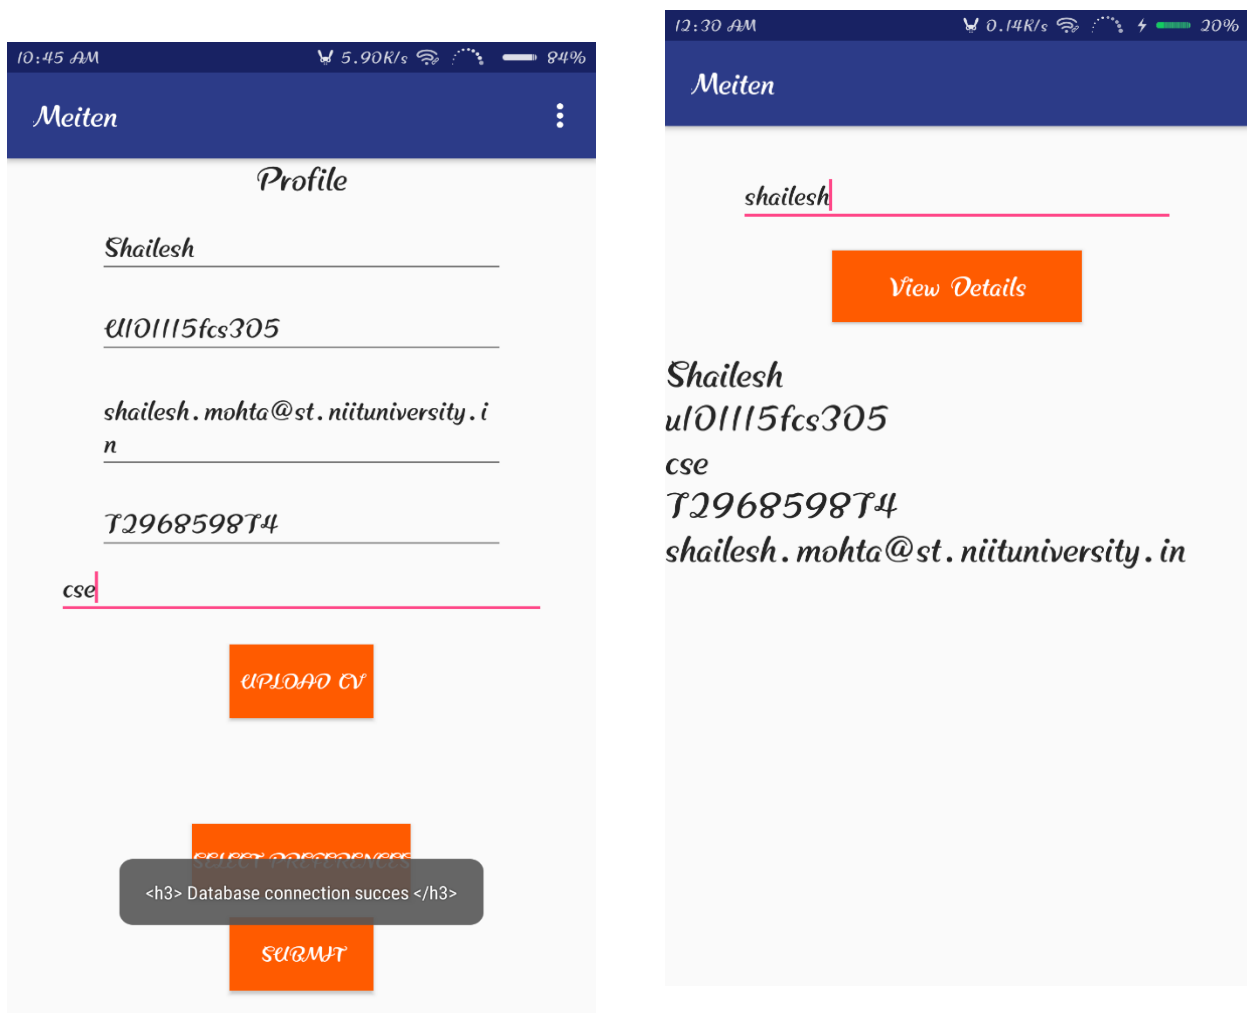 10:45 AM 5.90K/s 84%
Meiten
Profile
Shailesh
U101115fcs305
shailesh.mohta@st.niituniversity.i
n
7296859874
cse
UPLOAD CV
SELECT PREFERENCES
<h3> Database connection succes </h3>
SUBMIT
12:30 AM 0.14K/s 20%
Meiten
shailesh
View Details
Shailesh
u101115fcs305
cse
7296859874
shailesh.mohta@st.niituniversity.in